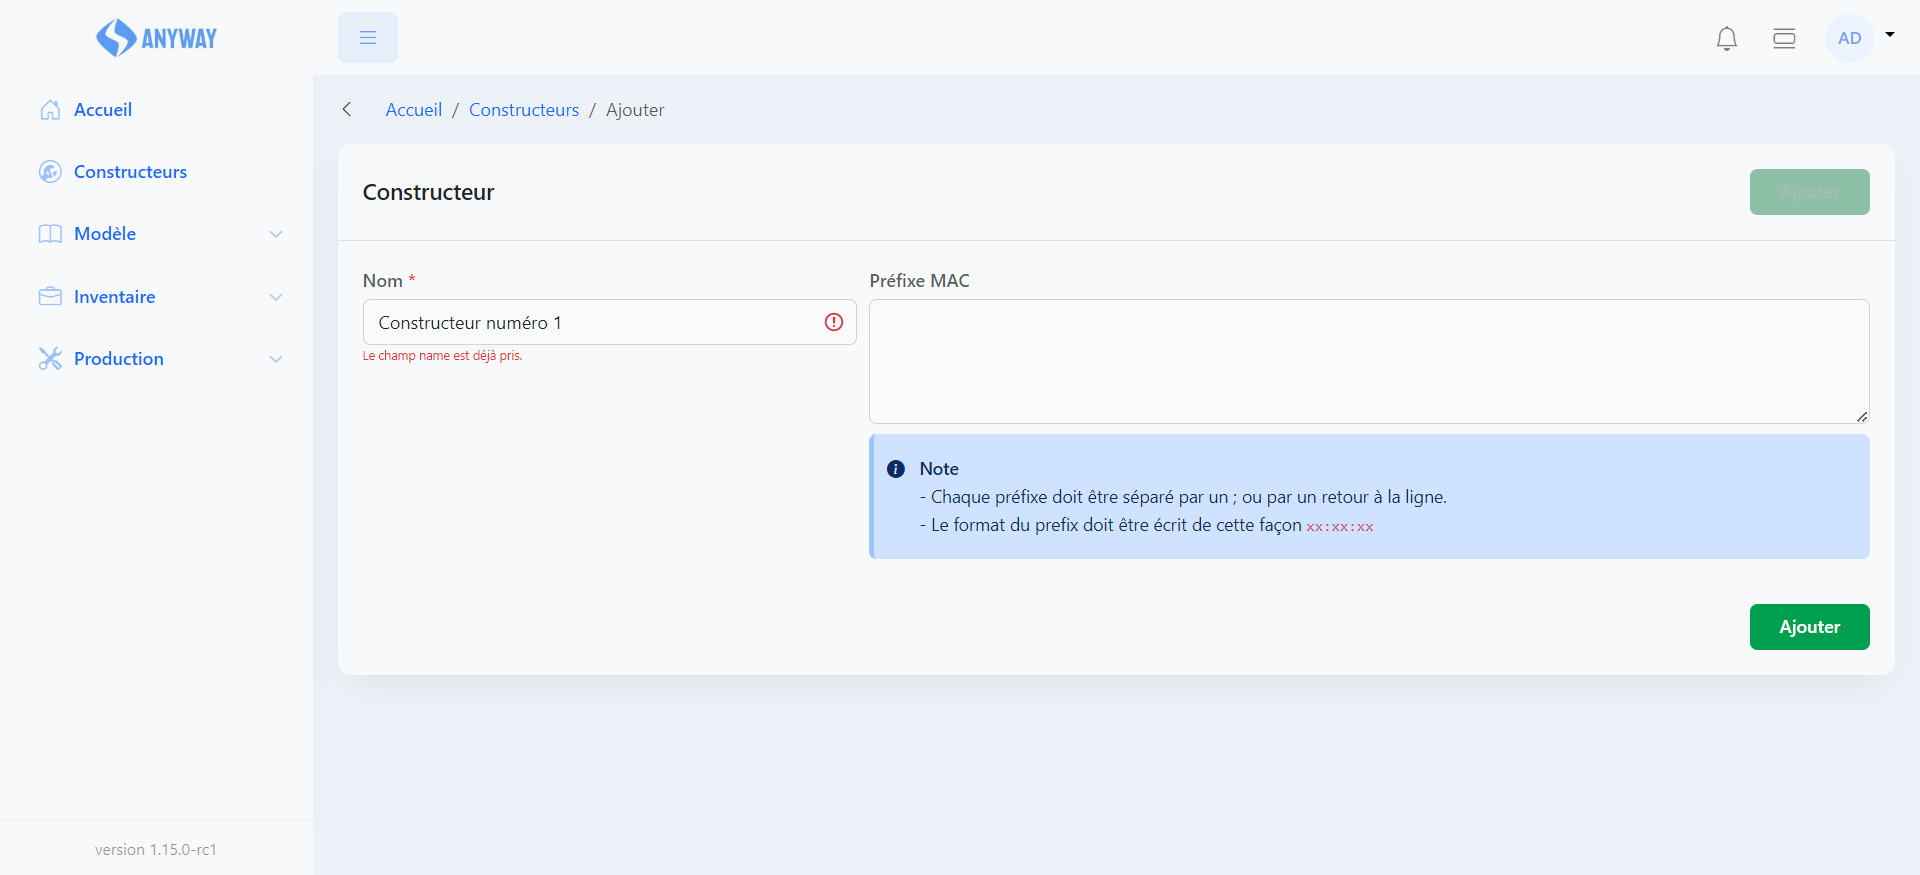 ANYWAY
Accueil
Constructeurs
Modèle
Inventaire
Production
version 1.15.0-rc1
AD
Accueil / Constructeurs / Ajouter
Constructeur
Ajouter
Nom *
Constructeur numéro 1
Le champ name est déjà pris.
Préfixe MAC
Note
- Chaque préfixe doit être séparé par un ; ou par un retour à la ligne.
- Le format du prefix doit être écrit de cette façon xx:xx:xx
Ajouter